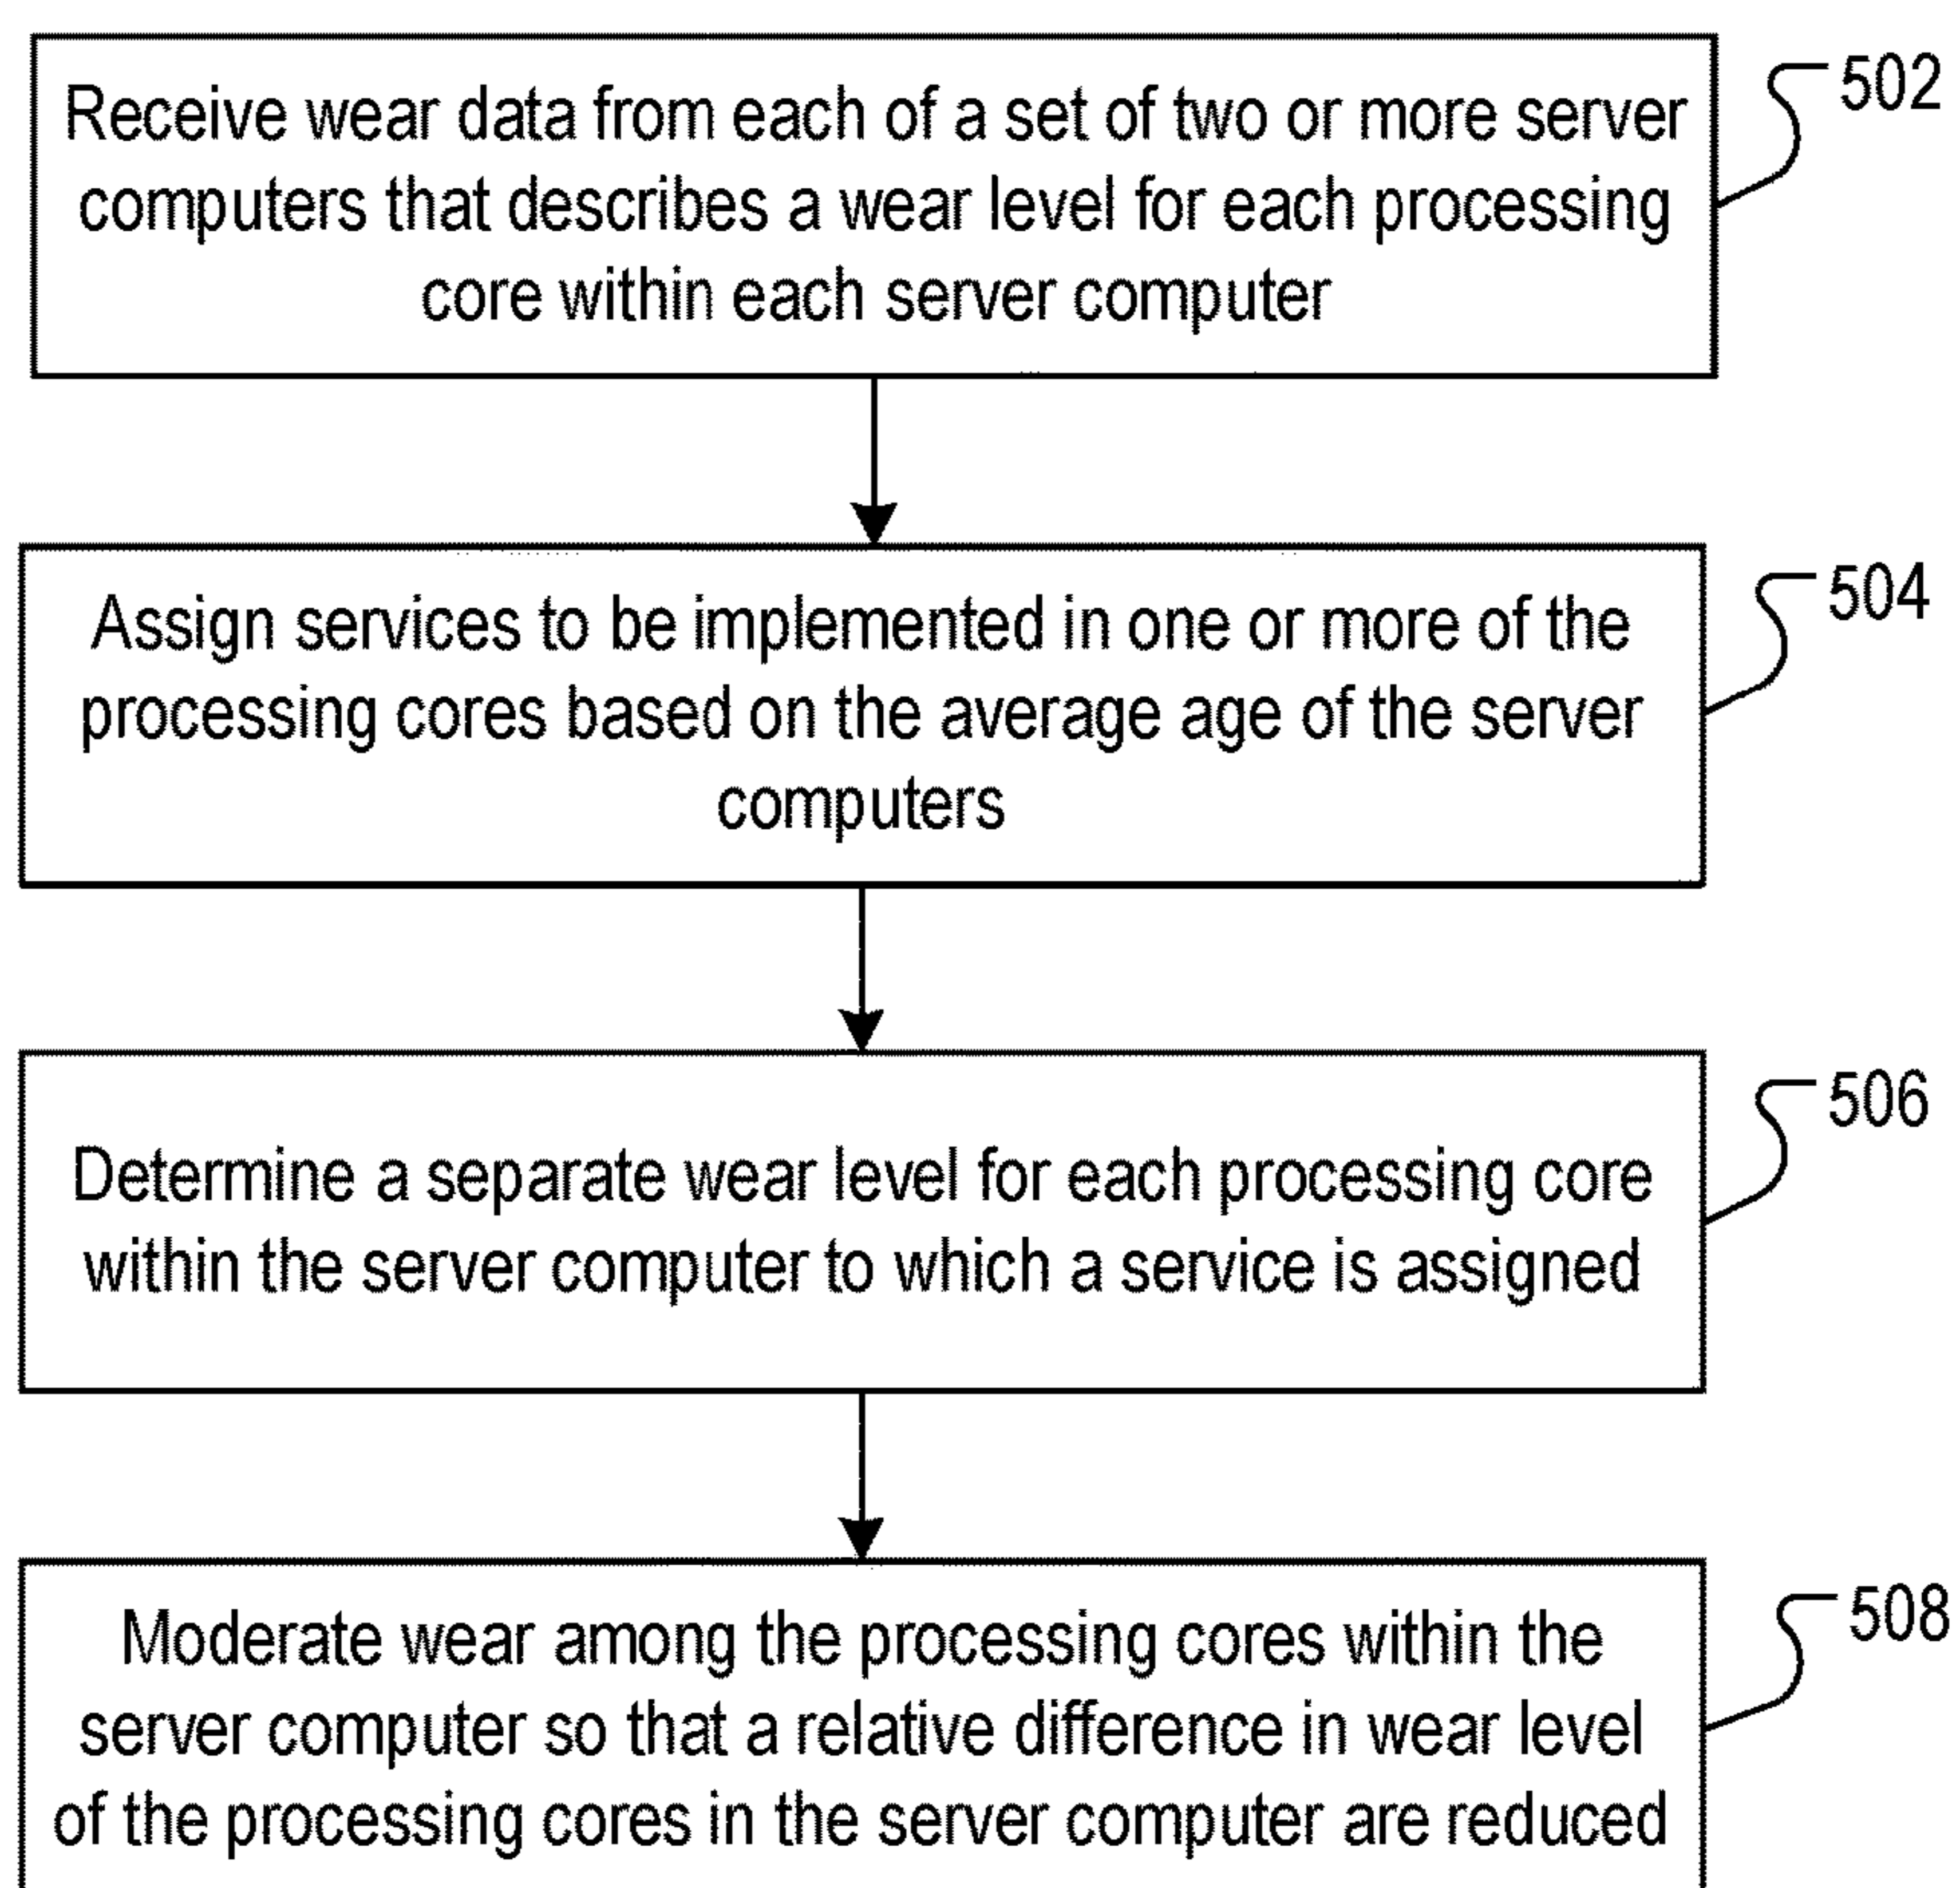 Receive wear data from each of a set of two or more server
computers that describes a wear level for each processing
core within each server computer
502
Assign services to be implemented in one or more of the
processing cores based on the average age of the server
computers
504
Determine a separate wear level for each processing core
within the server computer to which a service is assigned
506
Moderate wear among the processing cores within the
server computer so that a relative difference in wear level
of the processing cores in the server computer are reduced
508